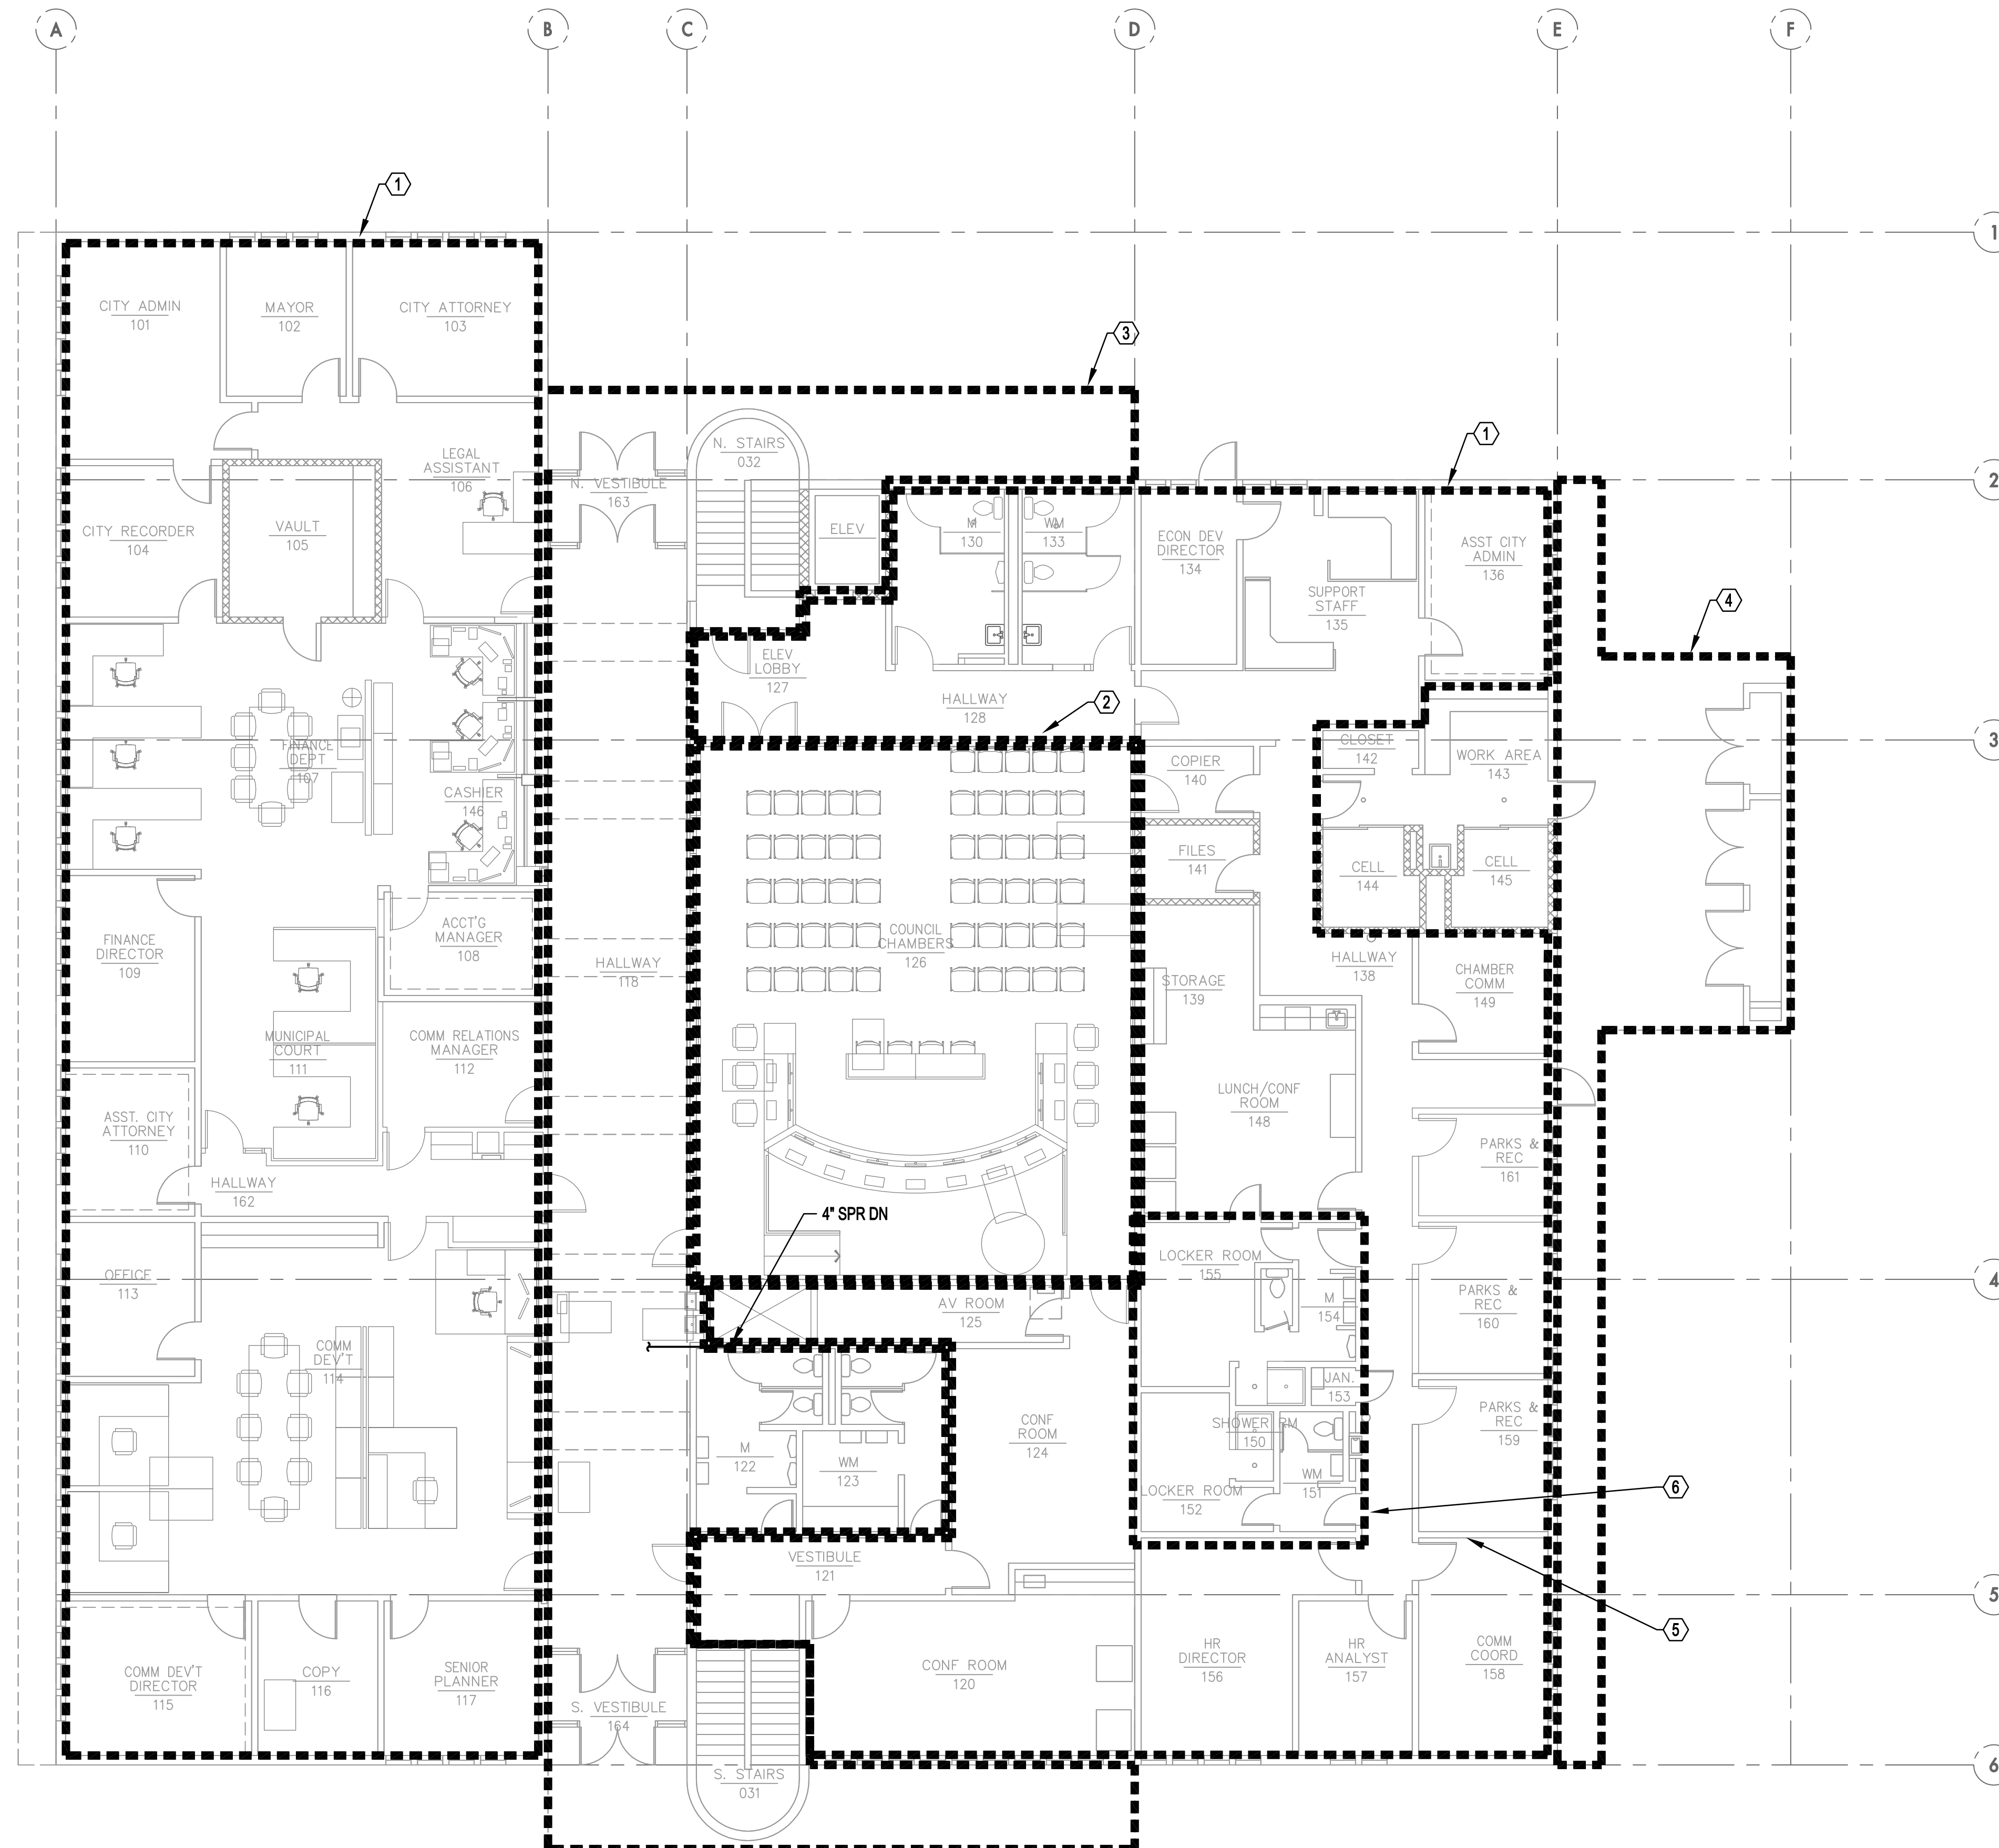 A
B
C
D
E
F
1
1
3
2
3
4
5
6
CITY ADMIN
101
MAYOR
102
CITY ATTORNEY
103
3
1
N. STAIRS
032
LEGAL
ASSISTANT
106
N. VESTIBULE
163
CITY RECORDER
104
VAULT
105
ELEV
M
130
WM
133
ECON DEV
DIRECTOR
134
ASST CITY
ADMIN
136
SUPPORT
STAFF
135
4
ELEV
LOBBY
127
HALLWAY
128
2
FINANCE
DEPT
107
CASHIER
146
COPIER
140
CLOSET
142
WORK AREA
143
FILES
141
CELL
144
CELL
145
FINANCE
DIRECTOR
109
ACCT'G
MANAGER
108
HALLWAY
118
COUNCIL
CHAMBERS
126
STORAGE
139
HALLWAY
138
CHAMBER
COMM
149
MUNICIPAL
COURT
111
COMM RELATIONS
MANAGER
112
ASST. CITY
ATTORNEY
110
HALLWAY
162
LUNCH/CONF
ROOM
148
PARKS &
REC
161
4" SPR DN
OFFICE
113
LOCKER ROOM
155
M
154
PARKS &
REC
160
AV ROOM
125
COMM
DEV'T
114
JAN.
153
M
122
WM
123
CONF
ROOM
124
SHOWER RM
150
WM
151
LOCKER ROOM
152
PARKS &
REC
159
6
VESTIBULE
121
5
COMM DEV'T
DIRECTOR
115
COPY
116
SENIOR
PLANNER
117
S. VESTIBULE
164
CONF ROOM
120
HR
DIRECTOR
156
HR
ANALYST
157
COMM
COORD
158
S. STAIRS
031